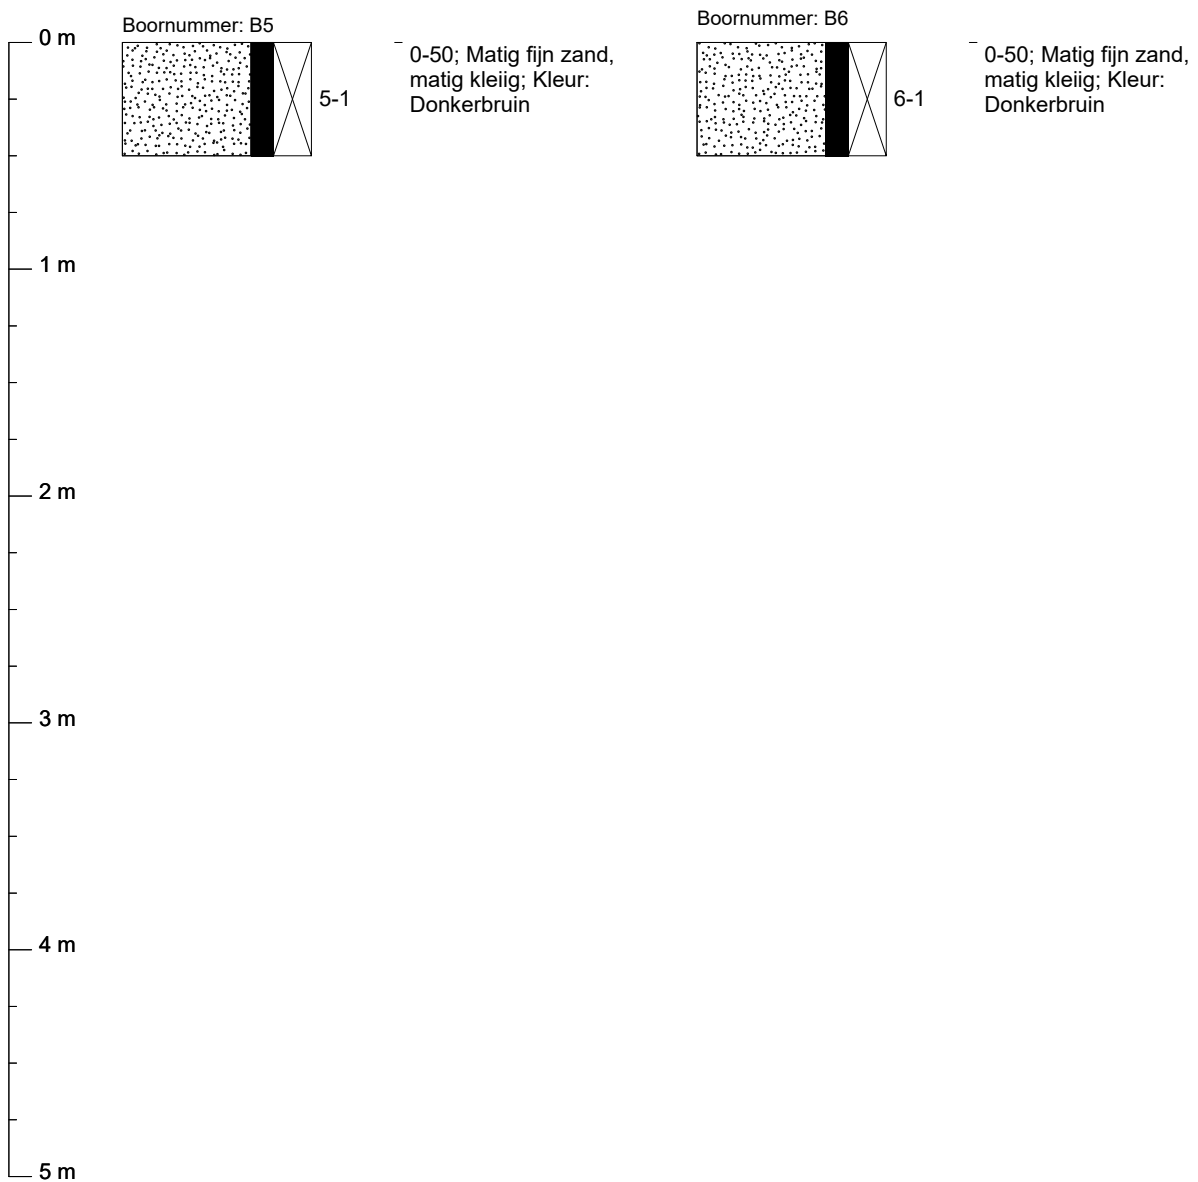 Boornummer: B5
Boornummer: B6
0 m
5-1
0-50; Matig fijn zand,
matig kleiig; Kleur:
Donkerbruin
6-1
0-50; Matig fijn zand,
matig kleiig; Kleur:
Donkerbruin
1 m
2 m
3 m
4 m
5 m